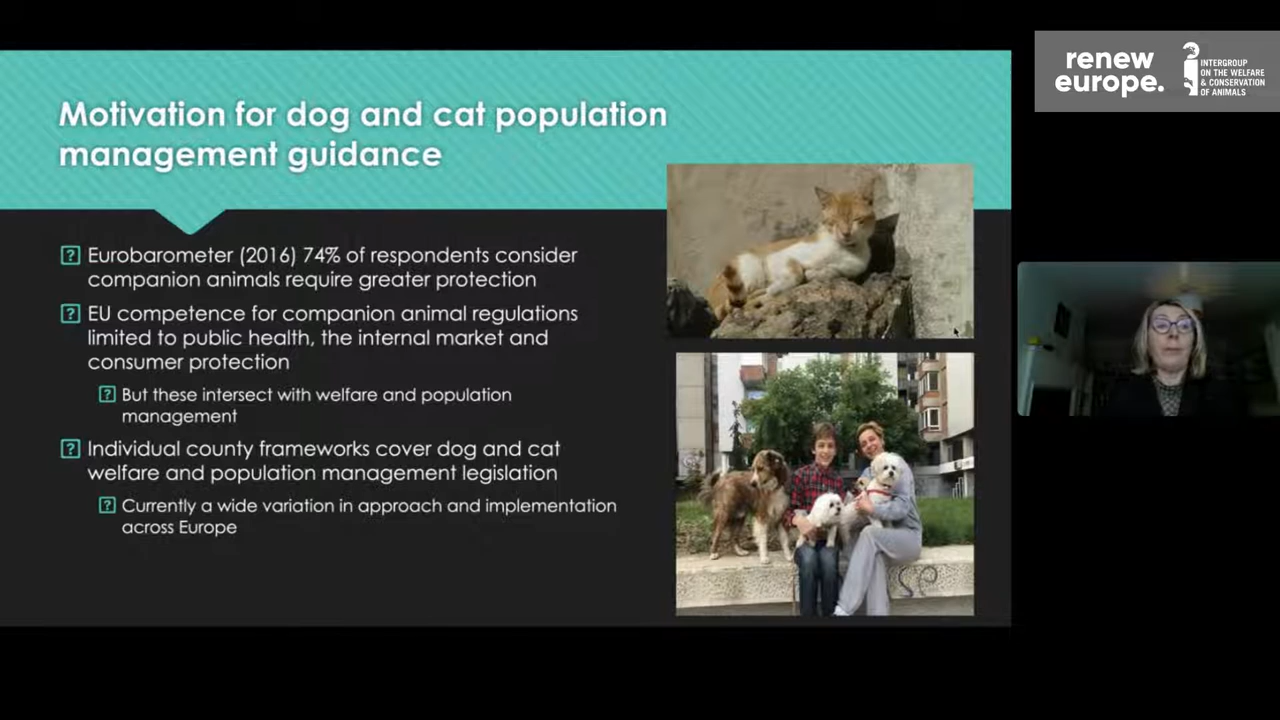 Motivation for dog and cat population
management guidance
Eurobarometer (2016) 74% of respondents consider
companion animals require greater protection
EU competence for companion animal regulations
limited to public health, the internal market and
consumer protection
But these intersect with welfare and population
management
Individual county frameworks cover dog and cat
welfare and population management legislation
Currently a wide variation in approach and implementation
across Europe
renew
europe.
INTERGROUP
ON THE WELFARE
& CONSERVATION
OF ANIMALS